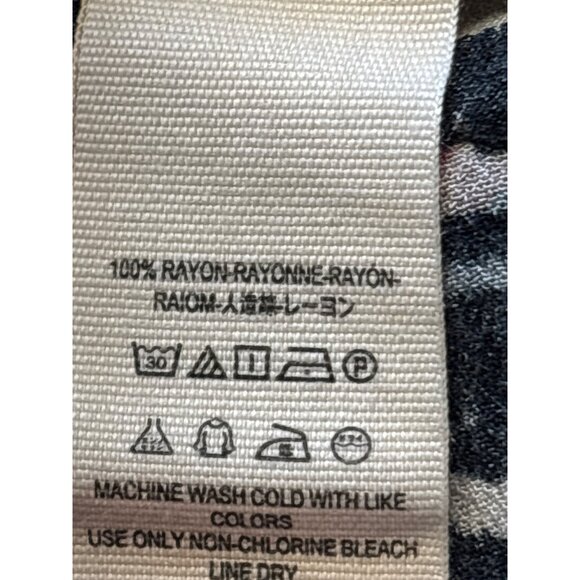 100% RAYON-RAYONNE-RAYÓN-
RAIOM-人造絲-レーヨン
30 P
MACHINE WASH COLD WITH LIKE
COLORS
USE ONLY NON-CHLORINE BLEACH
LINE DRY